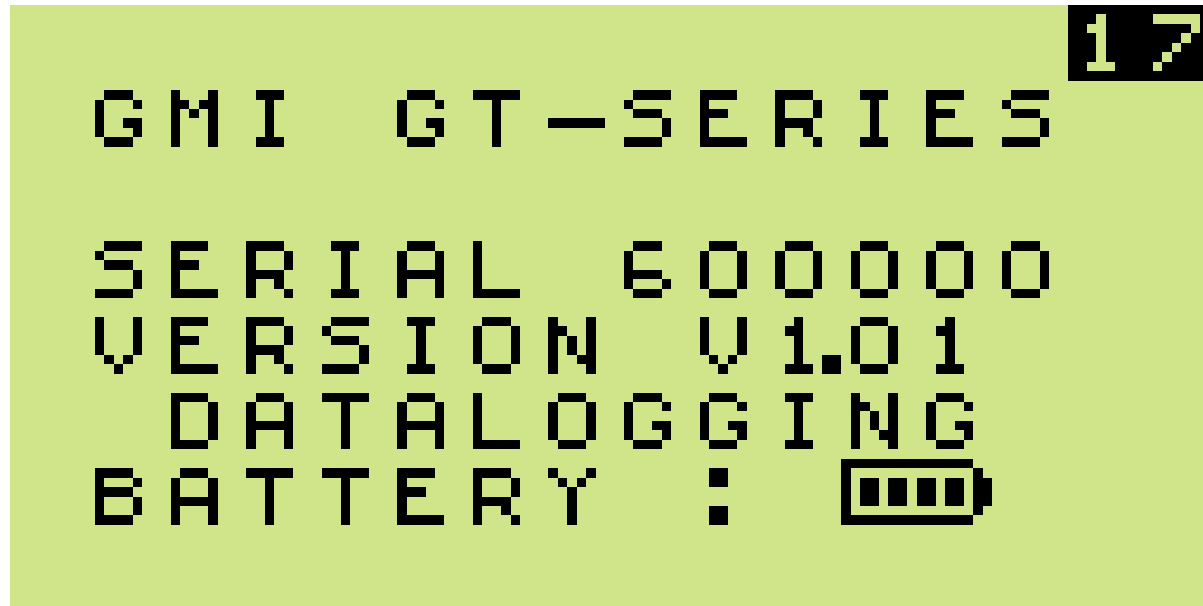 17
GMI GT-SERIES
SERIAL 600000
VERSION V1.01
DATALOGGING
BATTERY :